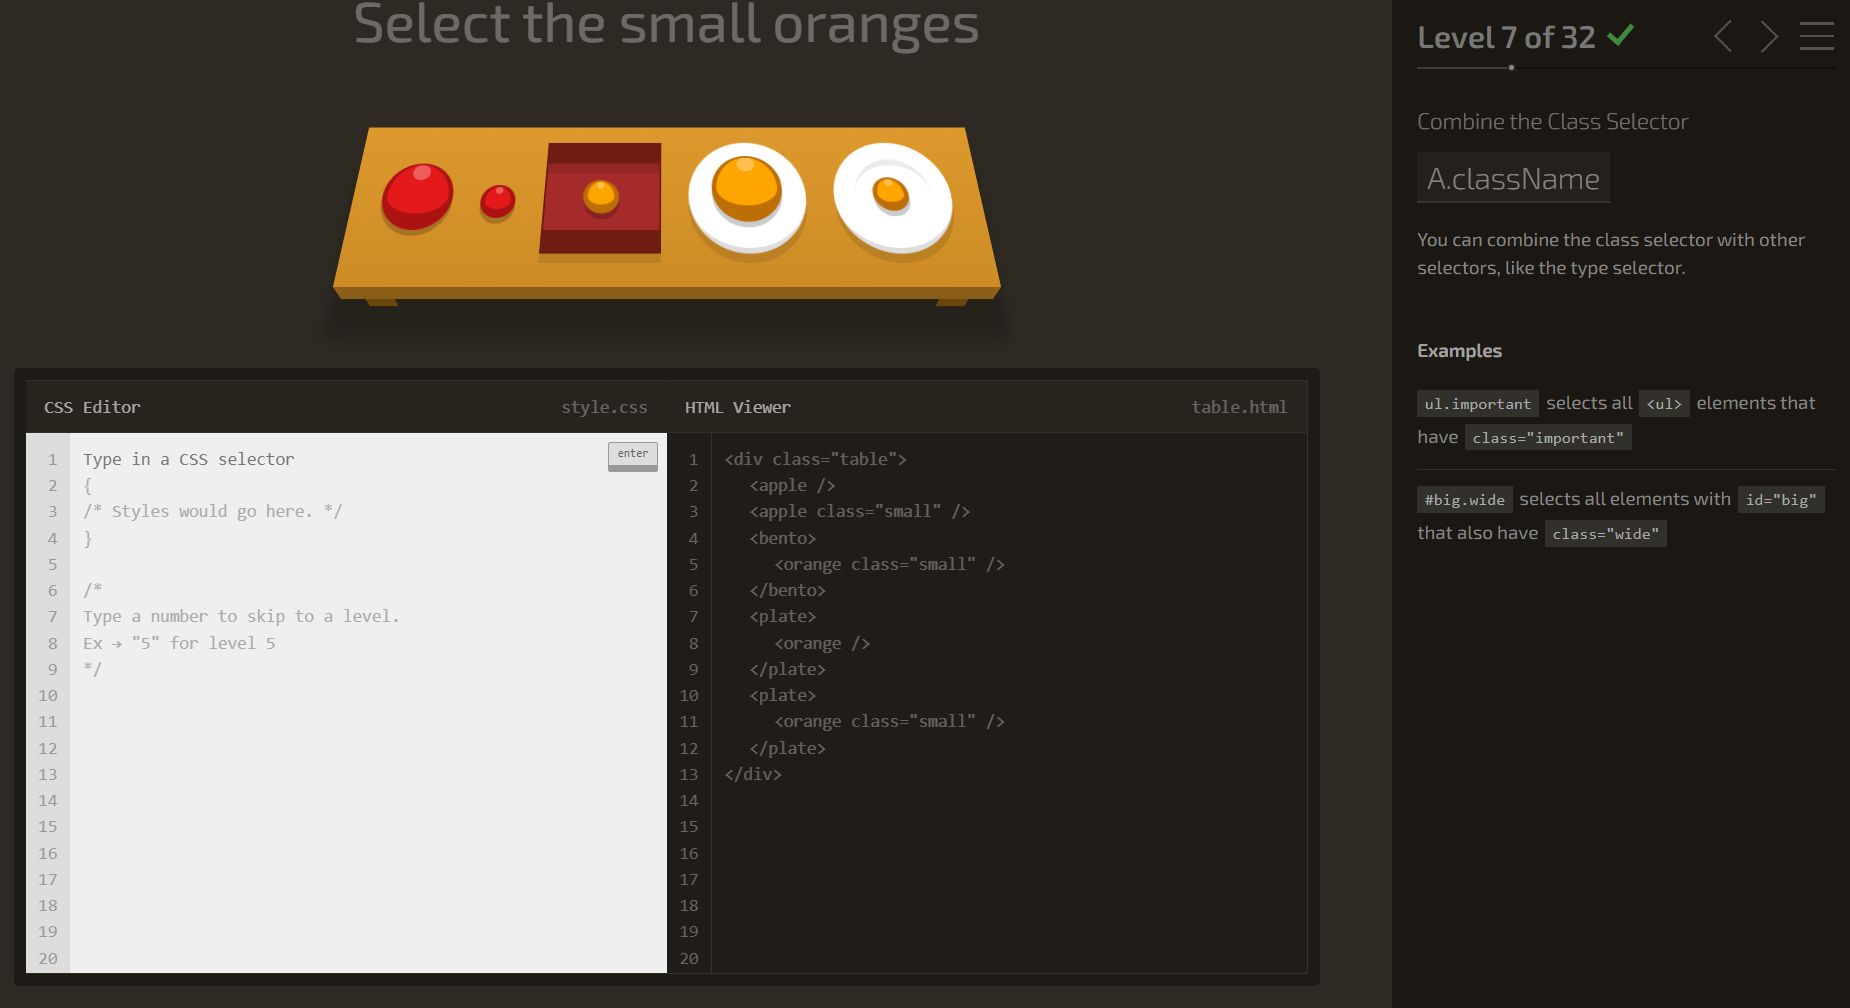 Select the small oranges
CSS Editor
style.css
1 Type in a CSS selector
enter
2 {
3 /* Styles would go here. */
4 }
5
6 /*
7 Type a number to skip to a level.
8 Ex → "5" for level 5
9 */
10
11
12
13
14
15
16
17
18
19
20
HTML Viewer
table.html
1 <div class="table">
2 <apple />
3 <apple class="small" />
4 <bento>
5 <orange class="small" />
6 </bento>
7 <plate>
8 <orange />
9 </plate>
10 <plate>
11 <orange class="small" />
12 </plate>
13 </div>
14
15
16
17
18
19
20
Level 7 of 32
Combine the Class Selector
A.className
You can combine the class selector with other
selectors, like the type selector.
Examples
ul.important selects all <ul> elements that
have class="important"
#big.wide selects all elements with id="big"
that also have class="wide"